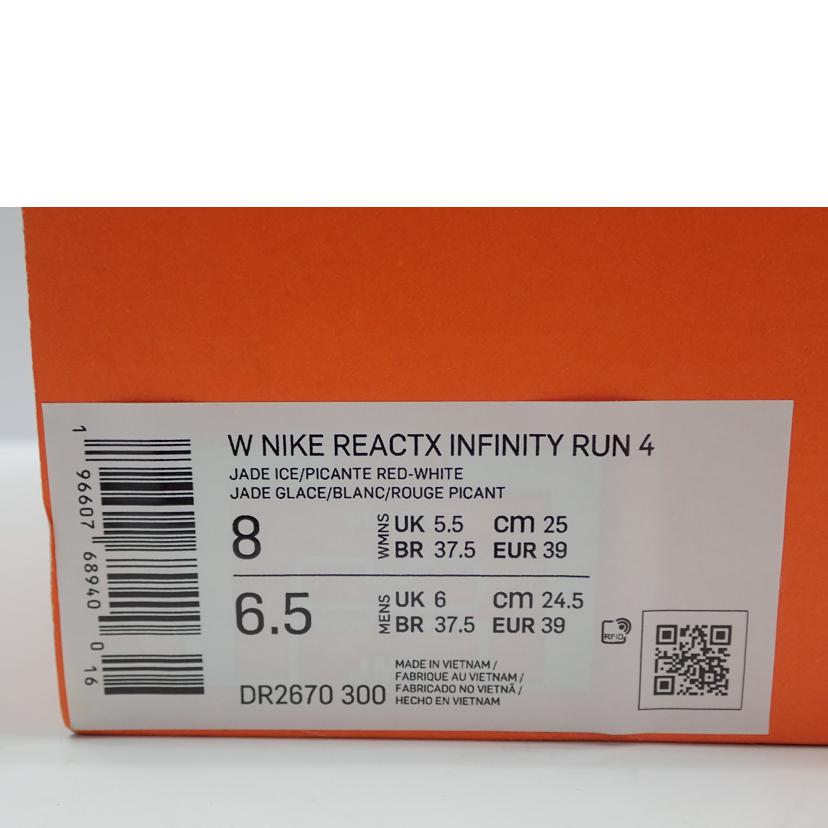 W NIKE REACTX INFINITY RUN 4
JADE ICE/PICANTE RED-WHITE
JADE GLACE/BLANC/ROUGE PICANT
8
WMNS
UK 5.5 cm 25
BR 37.5 EUR 39
6.5
MENS
UK 6 cm 24.5
BR 37.5 EUR 39
RFID
DR2670 300
MADE IN VIETNAM /
FABRIQUE AU VIETNAM /
FABRICADO NO VIETNÃ /
HECHO EN VIETNAM
1 96607 68940 0 16